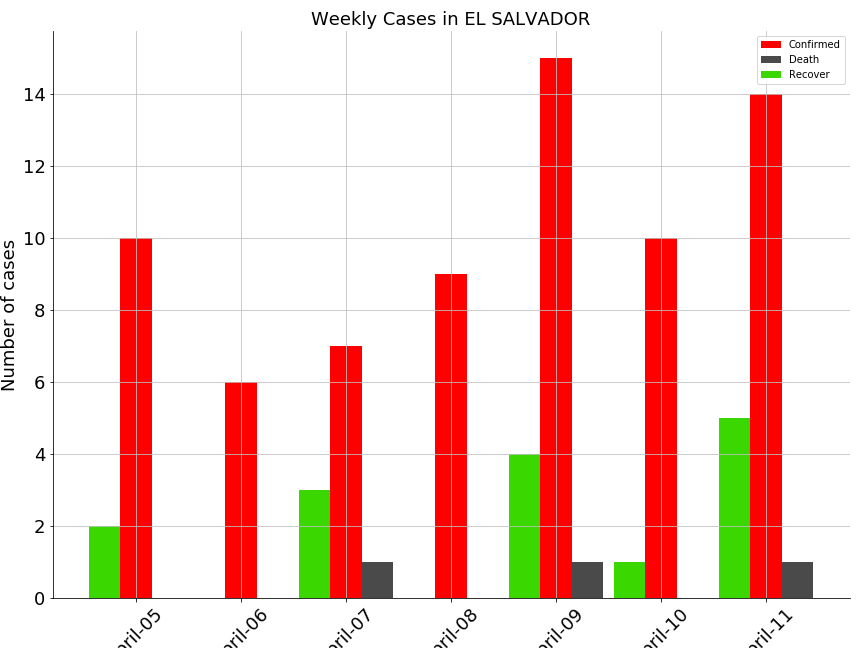 Weekly Cases in EL SALVADOR
Confirmed
Death
Recover
Number of cases
14
12
10
8
6
4
2
0
pril-05
pril-06
pril-07
pril-08
pril-09
pril-10
pril-11